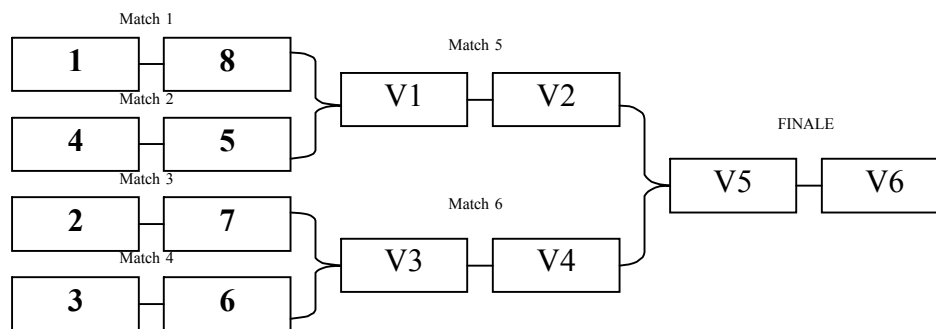 Match 1
1 8
Match 5
V1 V2
Match 2
4 5
FINALE
V5 V6
Match 3
2 7
Match 6
V3 V4
Match 4
3 6